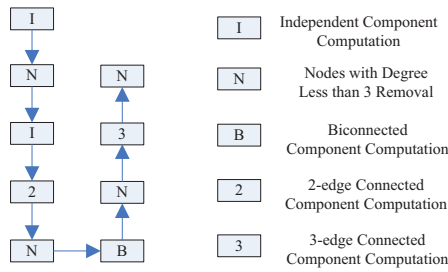 I
N
I
2
N
B
N
3
N
I
Independent Component
Computation
N
Nodes with Degree
Less than 3 Removal
B
Biconnected
Component Computation
2
2-edge Connected
Component Computation
3
3-edge Connected
Component Computation